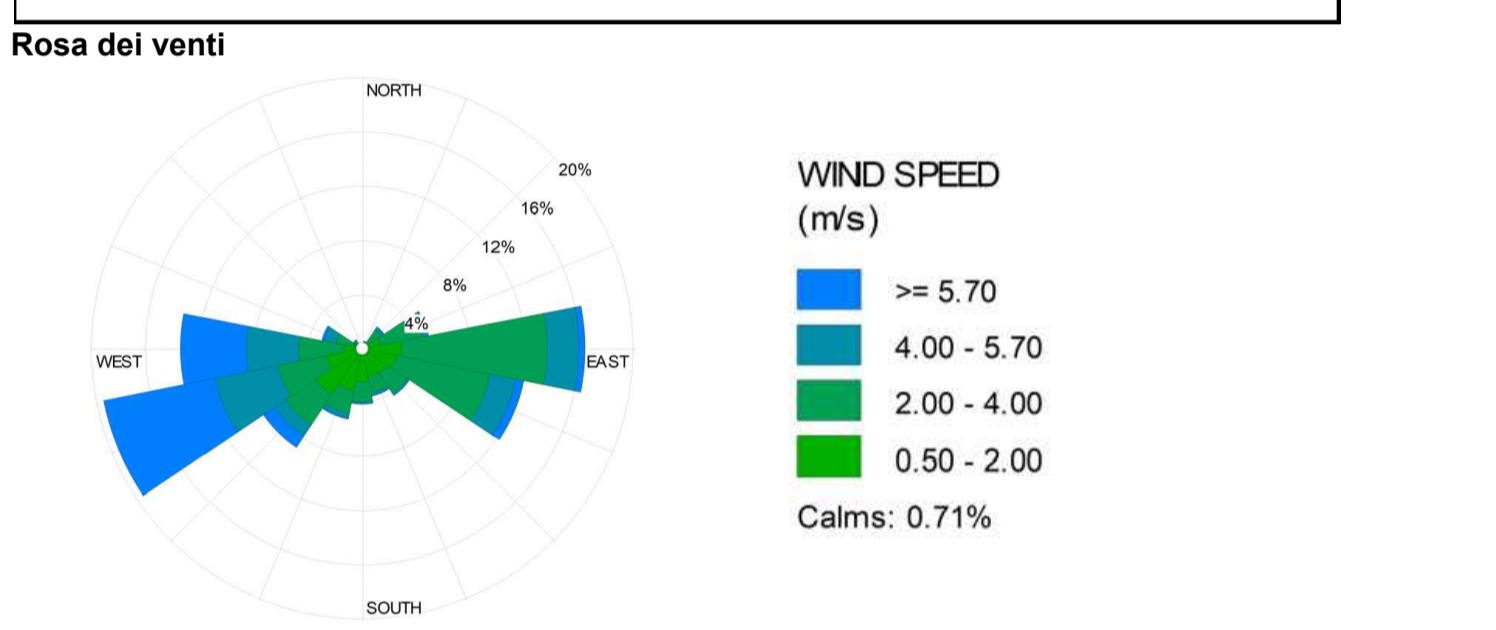 Rosa dei venti
NORTH
20%
16%
12%
8%
4%
WEST
EAST
SOUTH
WIND SPEED
(m/s)
>= 5.70
4.00 - 5.70
2.00 - 4.00
0.50 - 2.00
Calms: 0.71%